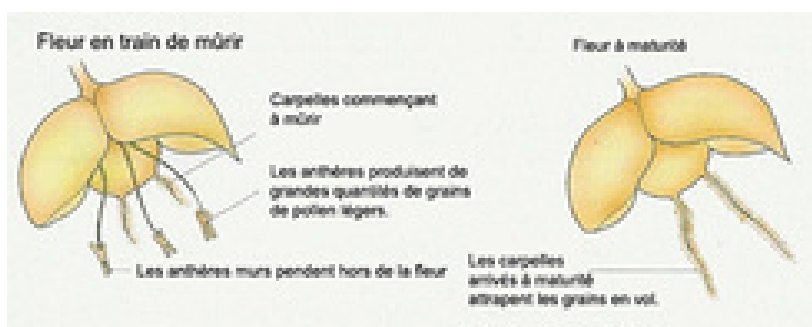 Fleur en train de mûrir
Fleur à maturité
Carpelles commençant
à mûrir
Les anthères produisent de
grandes quantités de grains
de pollen légers.
Les anthères murs pendent hors de la fleur
Les carpelles
arrivés à maturité
attrapent les grains en vol.